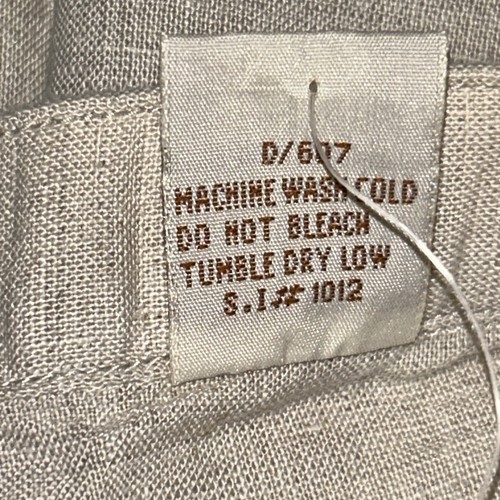 D/607
MACHINE WASH COLD
DO NOT BLEACH
TUMBLE DRY LOW
S.I# 1012